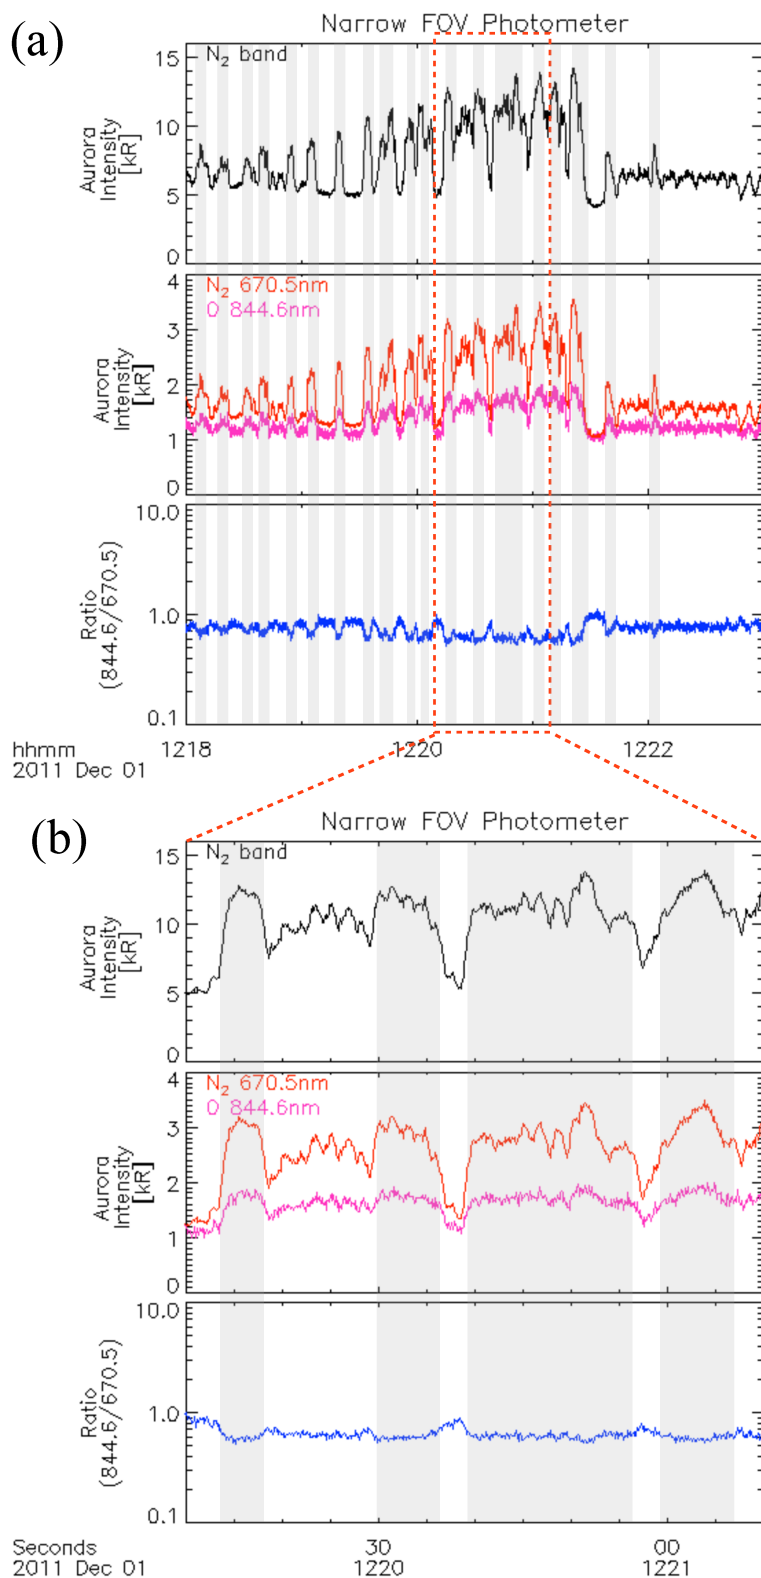 (a)
Narrow FOV Photometer
N2 band
15
10
5
0
Aurora
Intensity
[kR]
N2 670.5nm
O 844.6nm
4
3
2
1
0
Aurora
Intensity
[kR]
10.0
1.0
0.1
Ratio
(844.6/670.5)
hhmm
2011 Dec 01
1218
1220
1222
(b)
Narrow FOV Photometer
N2 band
15
10
5
0
Aurora
Intensity
[kR]
N2 670.5nm
O 844.6nm
4
3
2
1
0
Aurora
Intensity
[kR]
10.0
1.0
0.1
Ratio
(844.6/670.5)
Seconds
2011 Dec 01
30
1220
00
1221